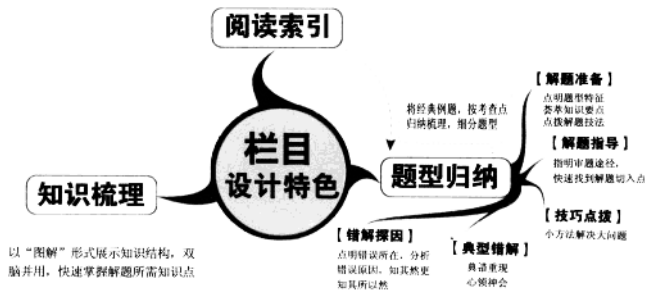 阅读索引
栏目
设计特色
知识梳理
以“图解”形式展示知识结构，双
脑并用，快速掌握解题所需知识点
将经典例题，按考查点
归纳梳理，细分题型
题型归纳
【解题准备】
点明题型特征
荟萃知识要点
点拨解题技法
【解题指导】
指明审题途径，
快速找到解题切入点
【技巧点拨】
小方法解决大问题
【典型错解】
典谱重现
心领神会
【错解探因】
点明错误所在，分析
错误原因，知其然更
知其所以然